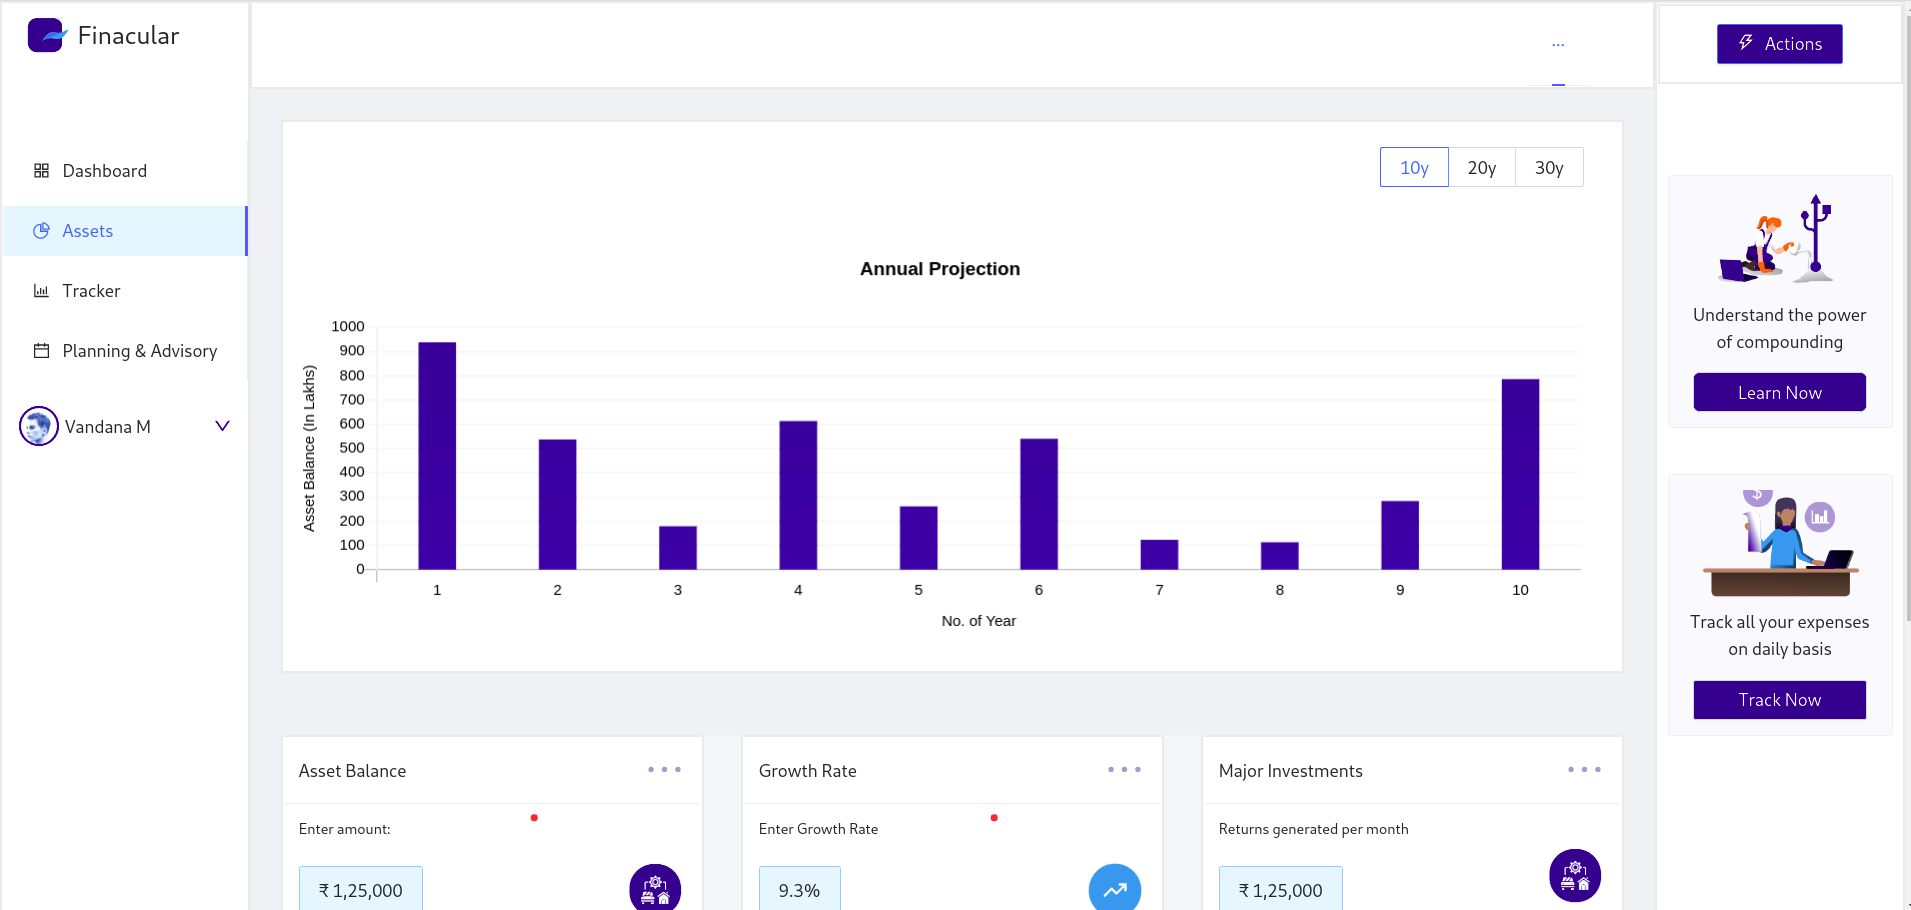 Finacular
...
Actions
Dashboard
Assets
Tracker
Planning & Advisory
Vandana M
10y 20y 30y
Annual Projection
Asset Balance (In Lakhs)
1000
900
800
700
600
500
400
300
200
100
0
1 2 3 4 5 6 7 8 9 10
No. of Year
Understand the power
of compounding
Learn Now
$
Track all your expenses
on daily basis
Track Now
Asset Balance
Enter amount:
₹ 1,25,000
Growth Rate
Enter Growth Rate
9.3%
Major Investments
Returns generated per month
₹ 1,25,000